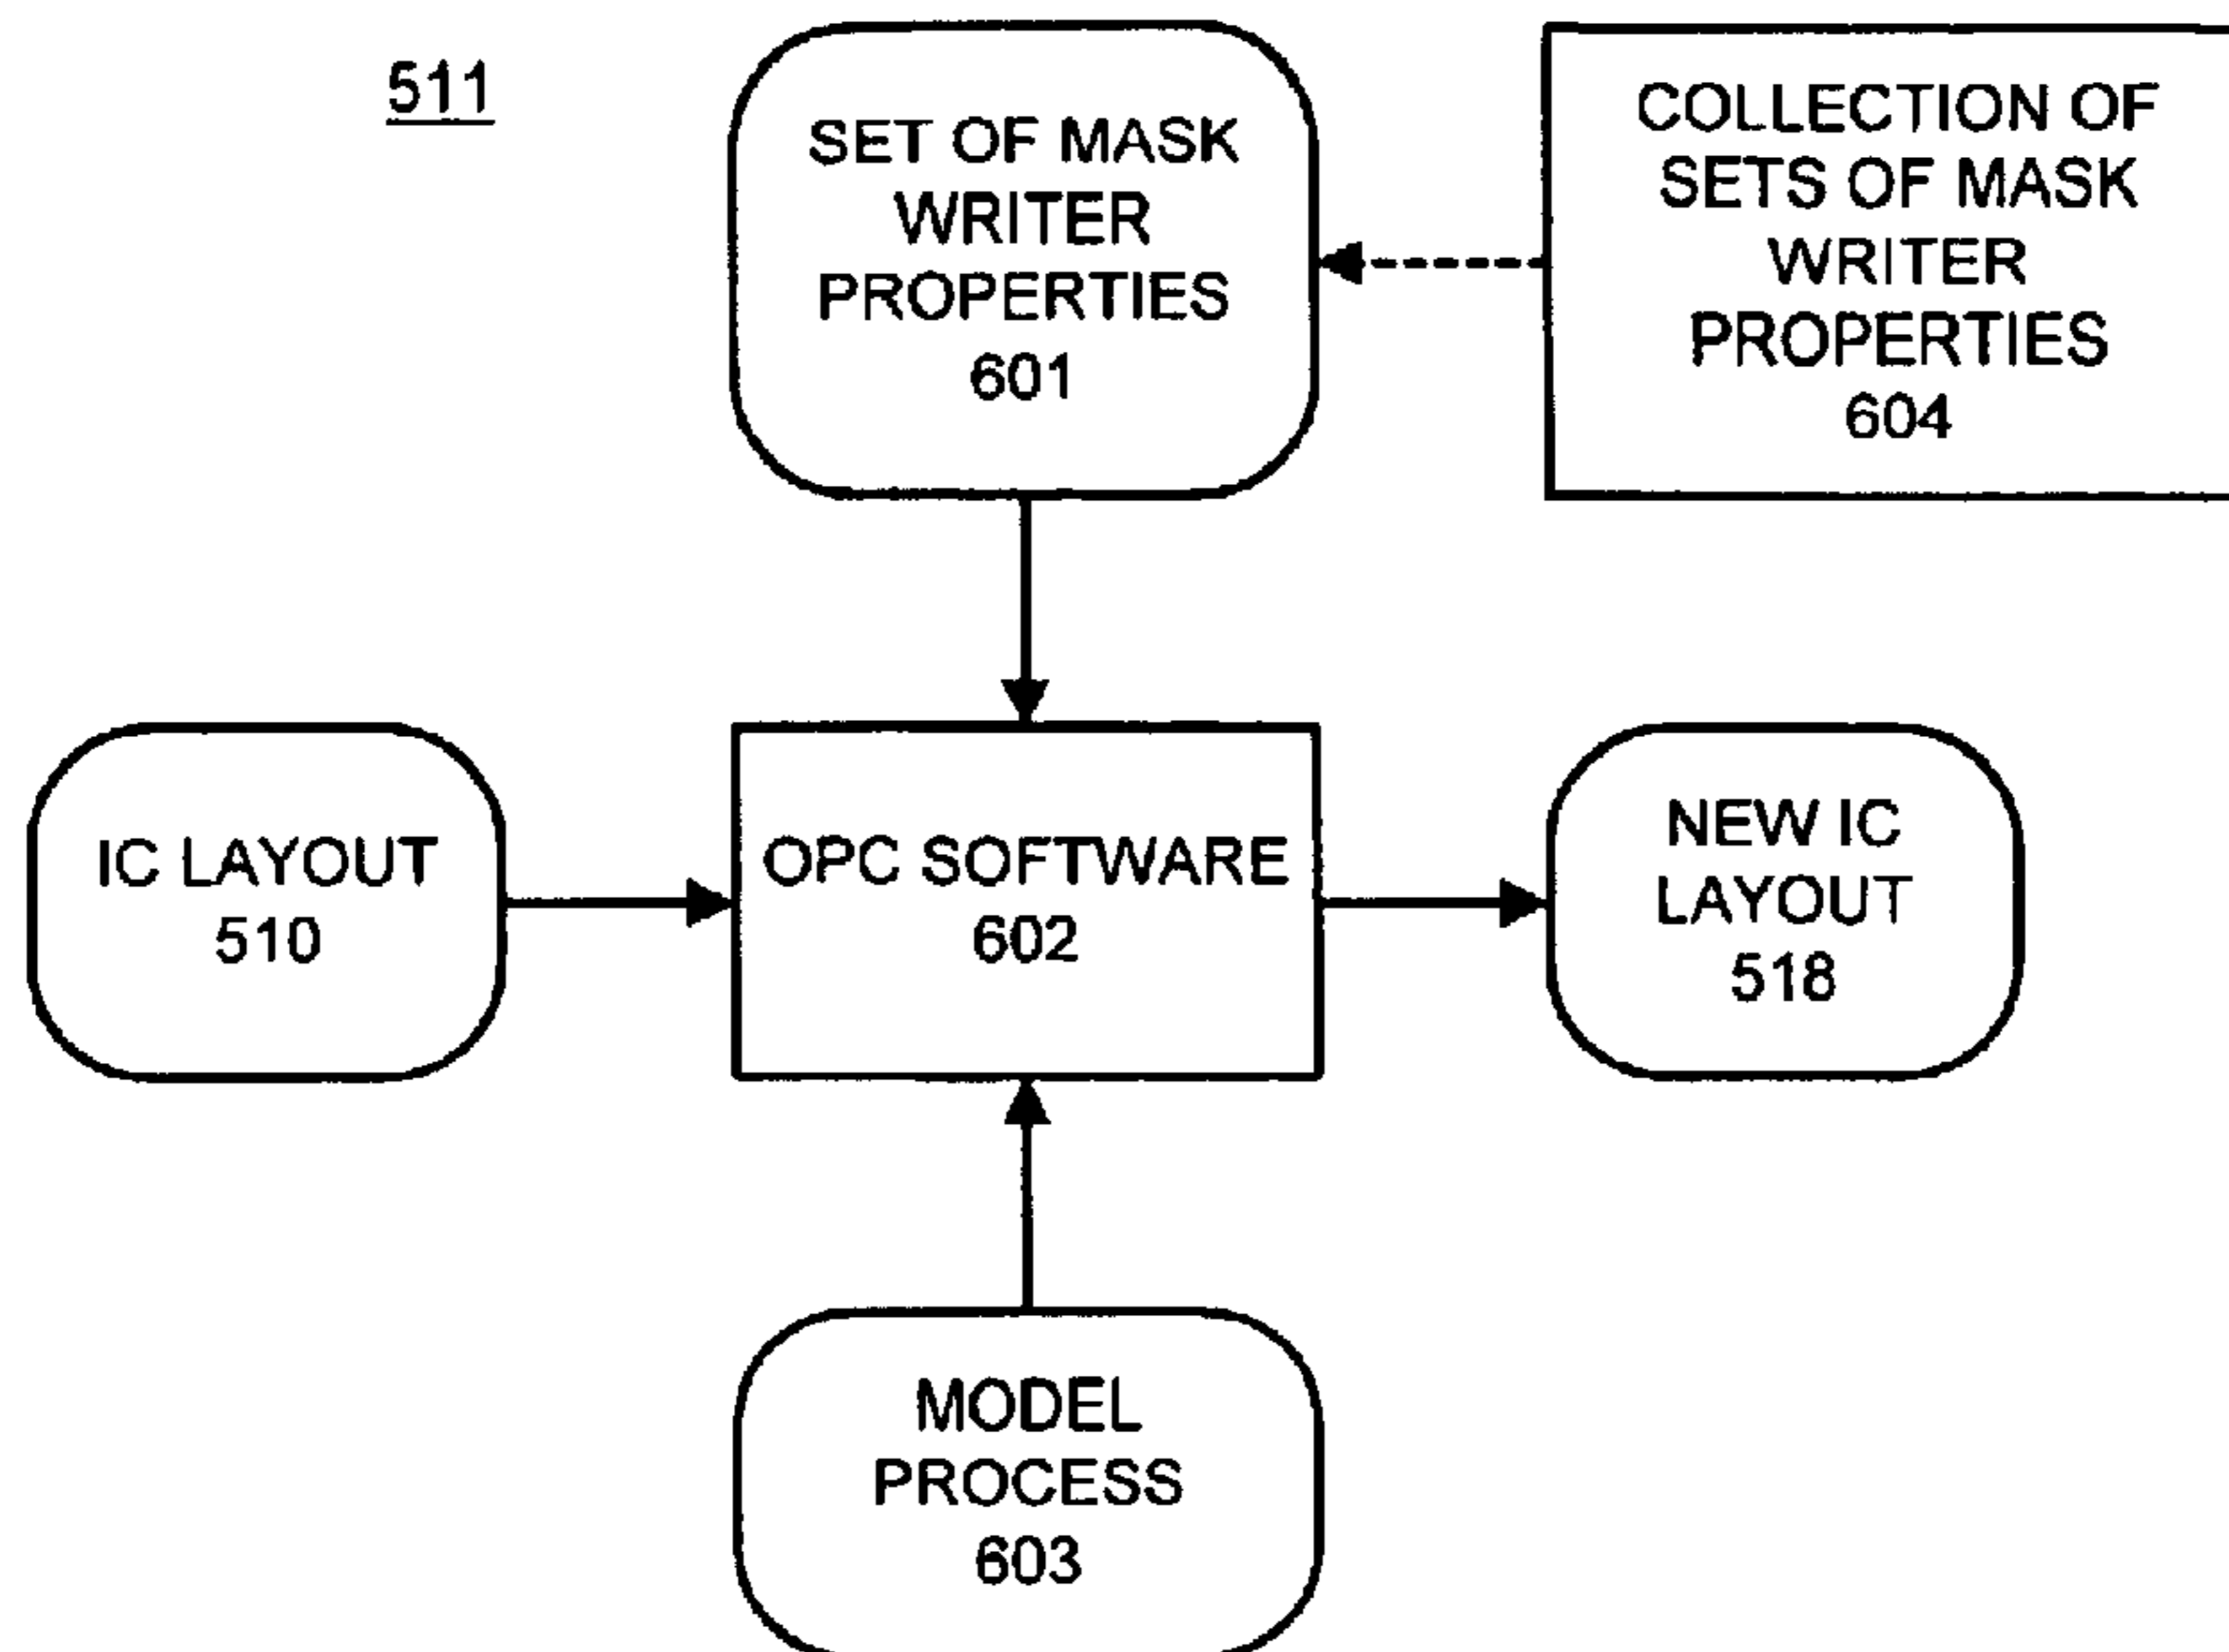 511
SET OF MASK
WRITER
PROPERTIES
601
COLLECTION OF
SETS OF MASK
WRITER
PROPERTIES
604
IC LAYOUT
510
OPC SOFTWARE
602
NEW IC
LAYOUT
518
MODEL
PROCESS
603